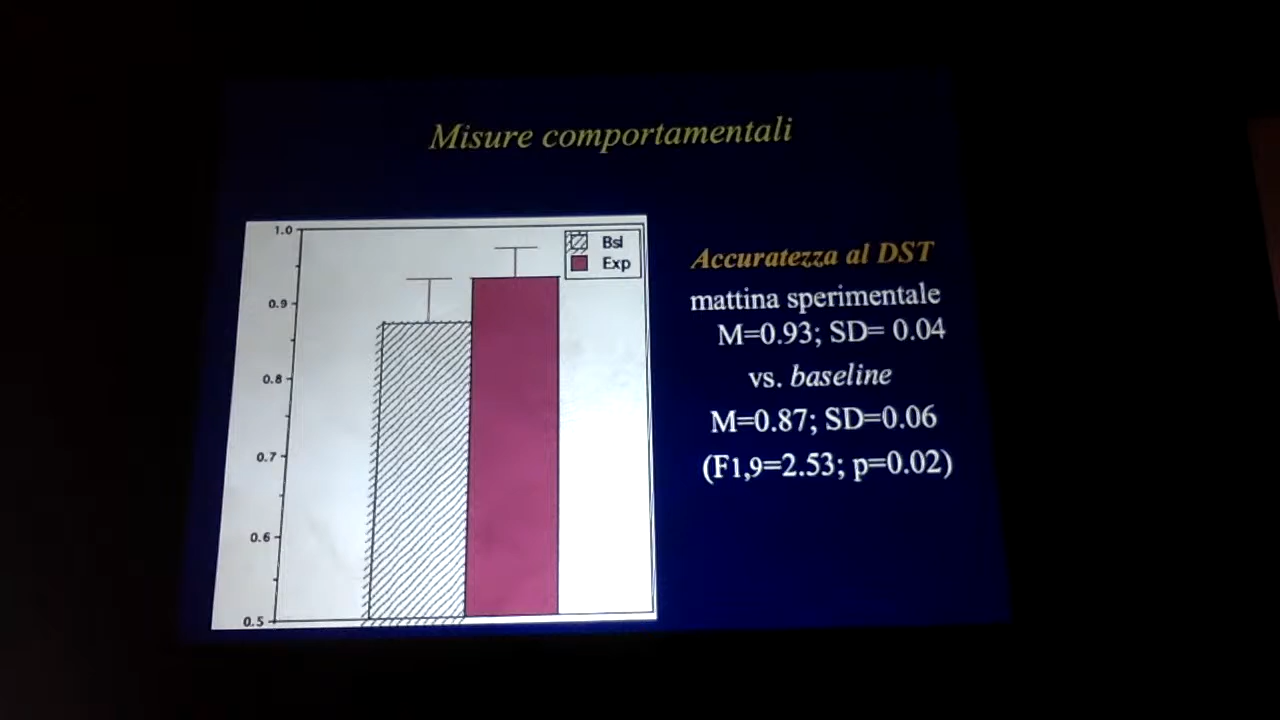 Misure comportamentali
1.0
0.9
0.8
0.7
0.6
0.5
Bsl
Exp
Accuratezza al DST
mattina sperimentale
M=0.93; SD= 0.04
vs. baseline
M=0.87; SD=0.06
(F1,9=2.53; p=0.02)